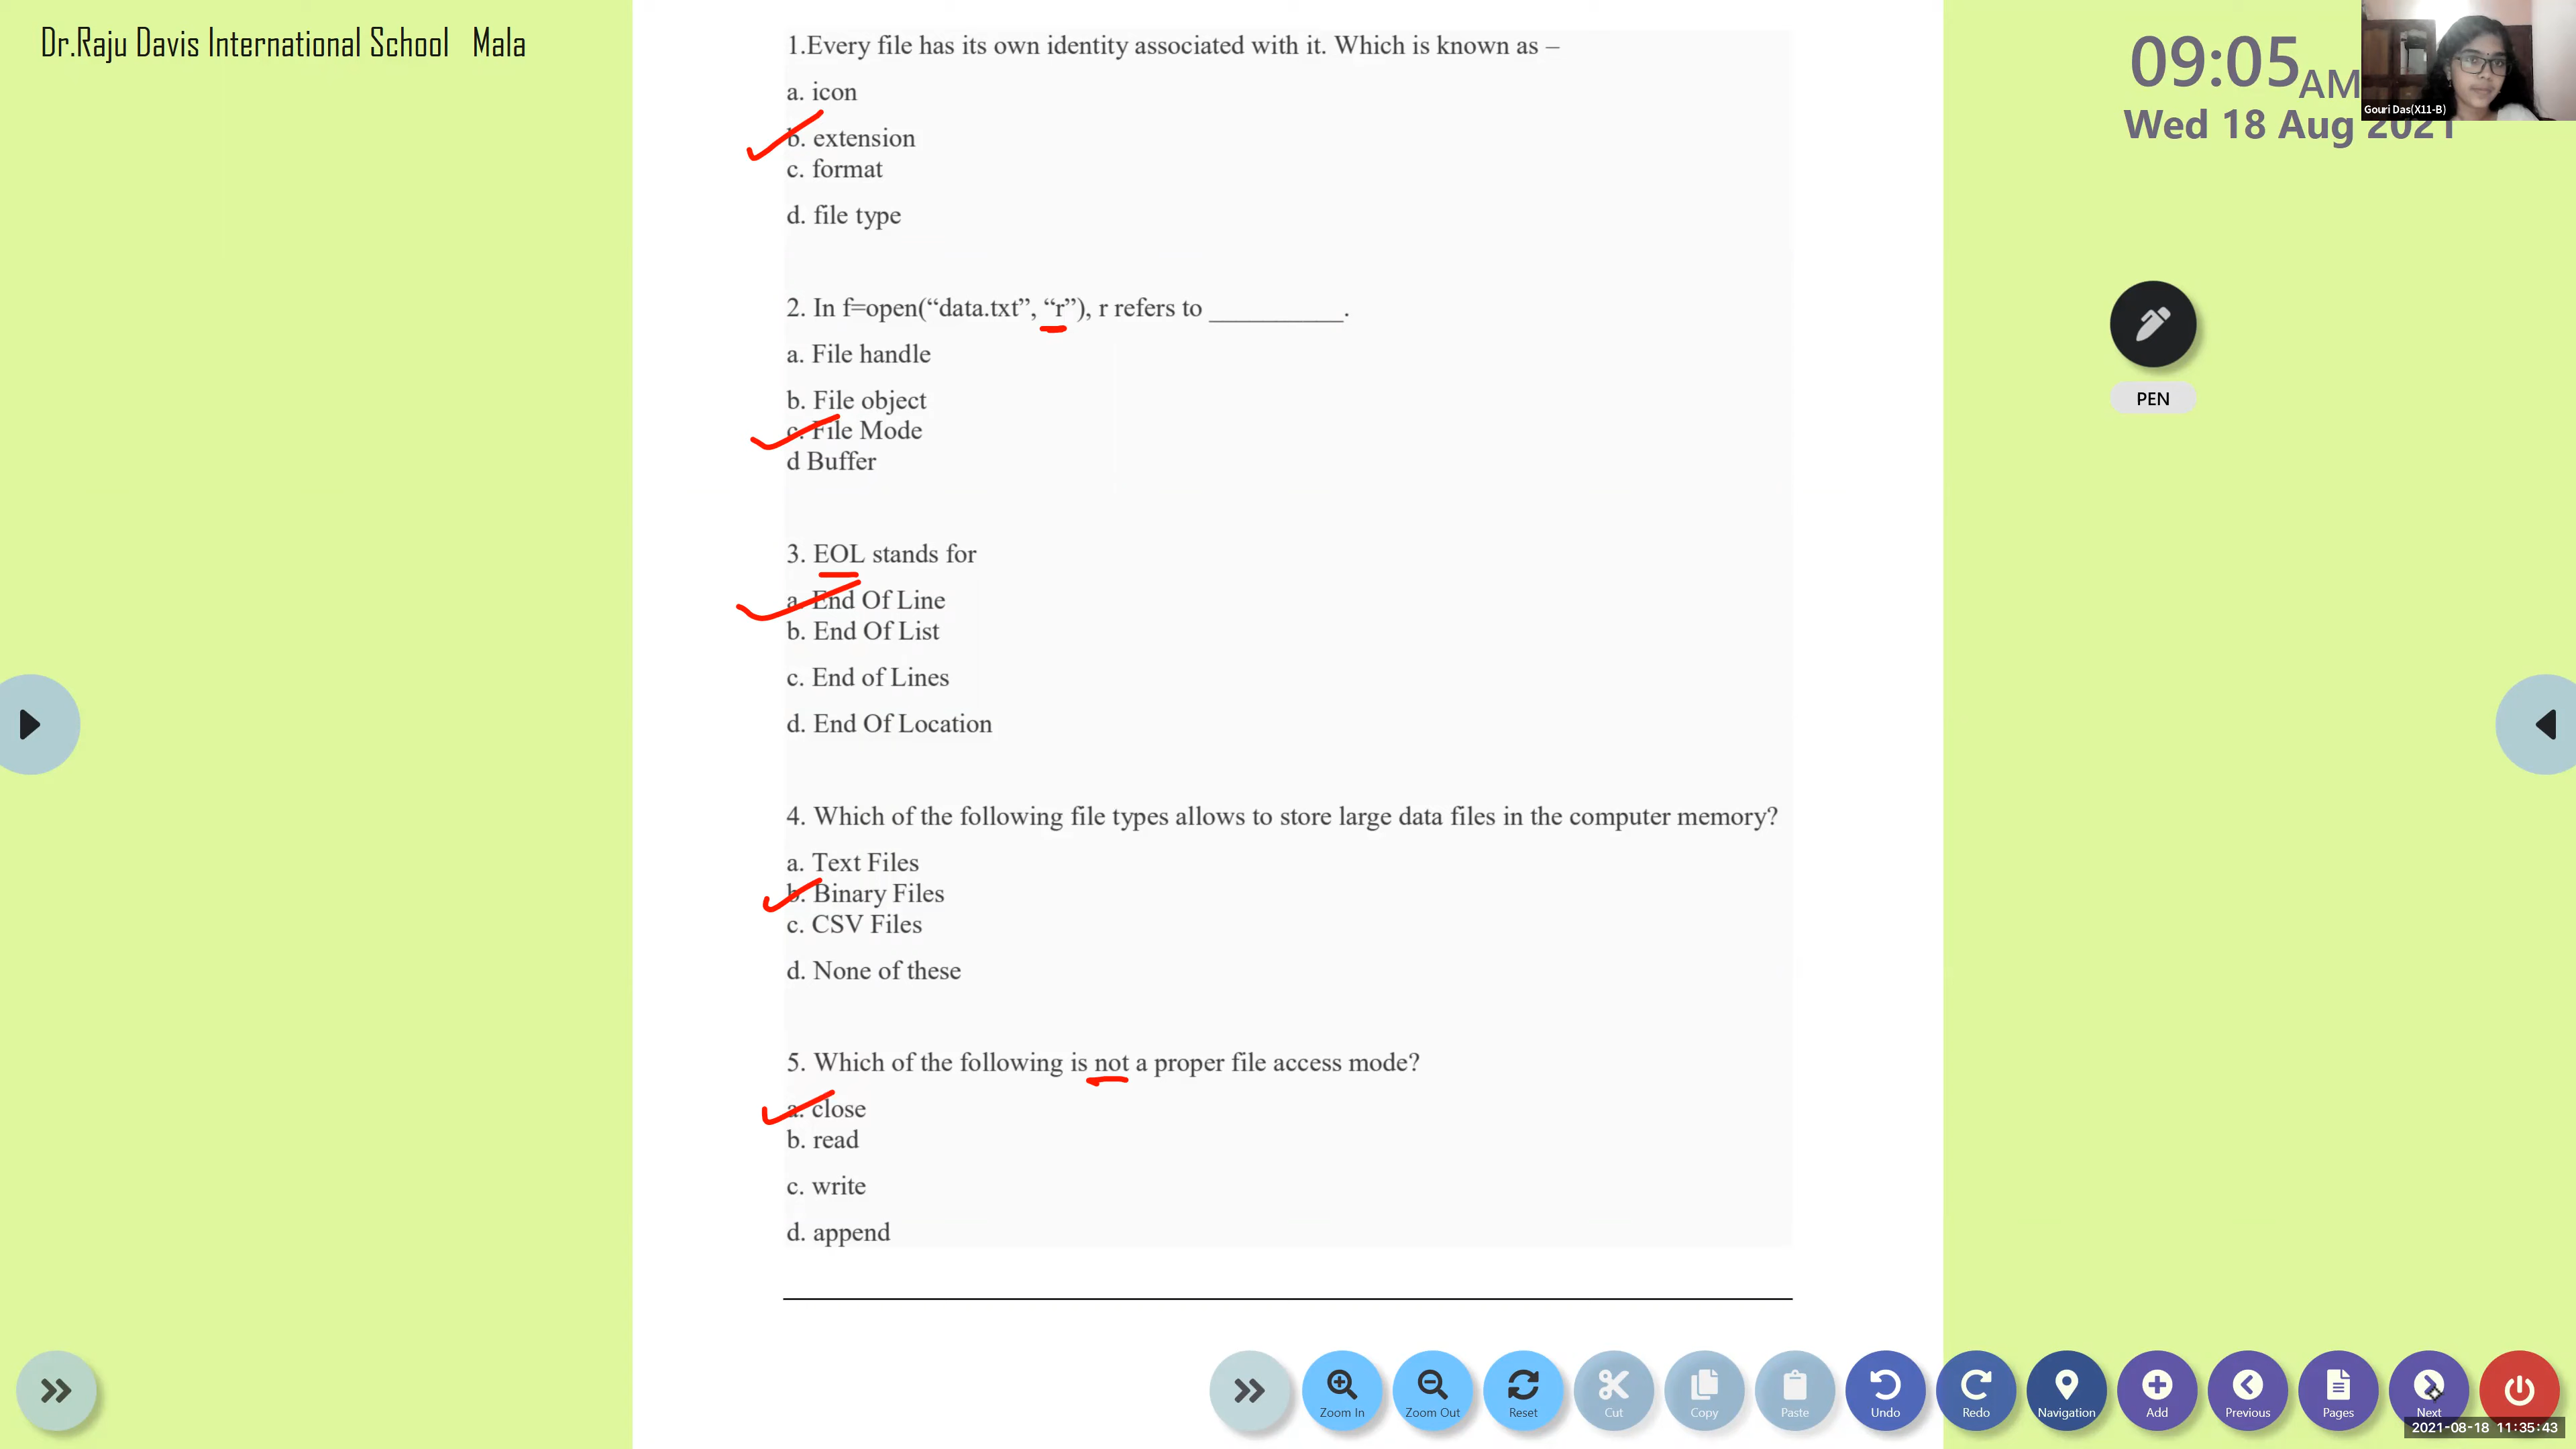 Dr.Raju Davis International School Mala
1.Every file has its own identity associated with it. Which is known as –
a. icon
b. extension
c. format
d. file type
2. In f=open(“data.txt”, “r”), r refers to __________.
a. File handle
b. File object
c. File Mode
d Buffer
3. EOL stands for
a. End Of Line
b. End Of List
c. End of Lines
d. End Of Location
4. Which of the following file types allows to store large data files in the computer memory?
a. Text Files
b. Binary Files
c. CSV Files
d. None of these
5. Which of the following is not a proper file access mode?
a. close
b. read
c. write
d. append
09:05 AM
Wed 18 Aug 2021
Gouri Das(X11-B)
PEN
Zoom In
Zoom Out
Reset
Cut
Copy
Paste
Undo
Redo
Navigation
Add
Previous
Pages
Next
2021-08-18 11:35:43